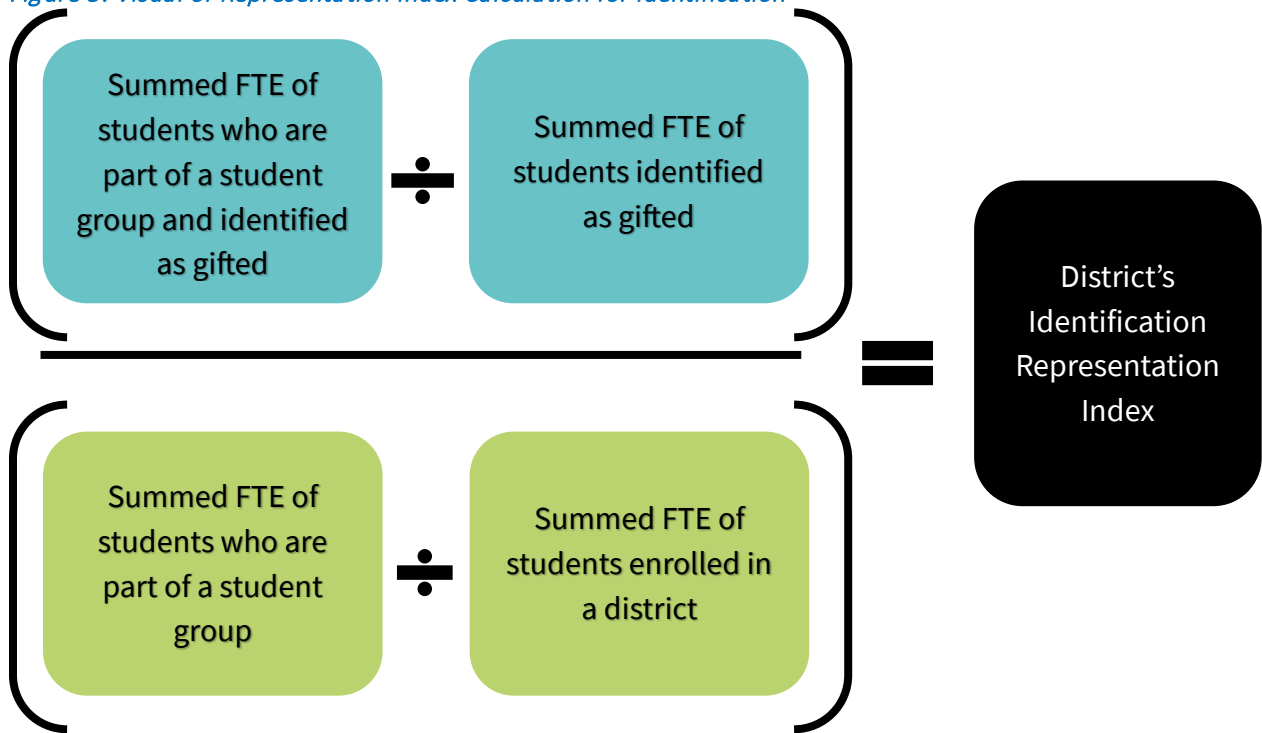 Summed FTE of
students who are
part of a student
group and identified
as gifted
÷
Summed FTE of
students identified
as gifted
=
District’s
Identification
Representation
Index
Summed FTE of
students who are
part of a student
group
÷
Summed FTE of
students enrolled in
a district